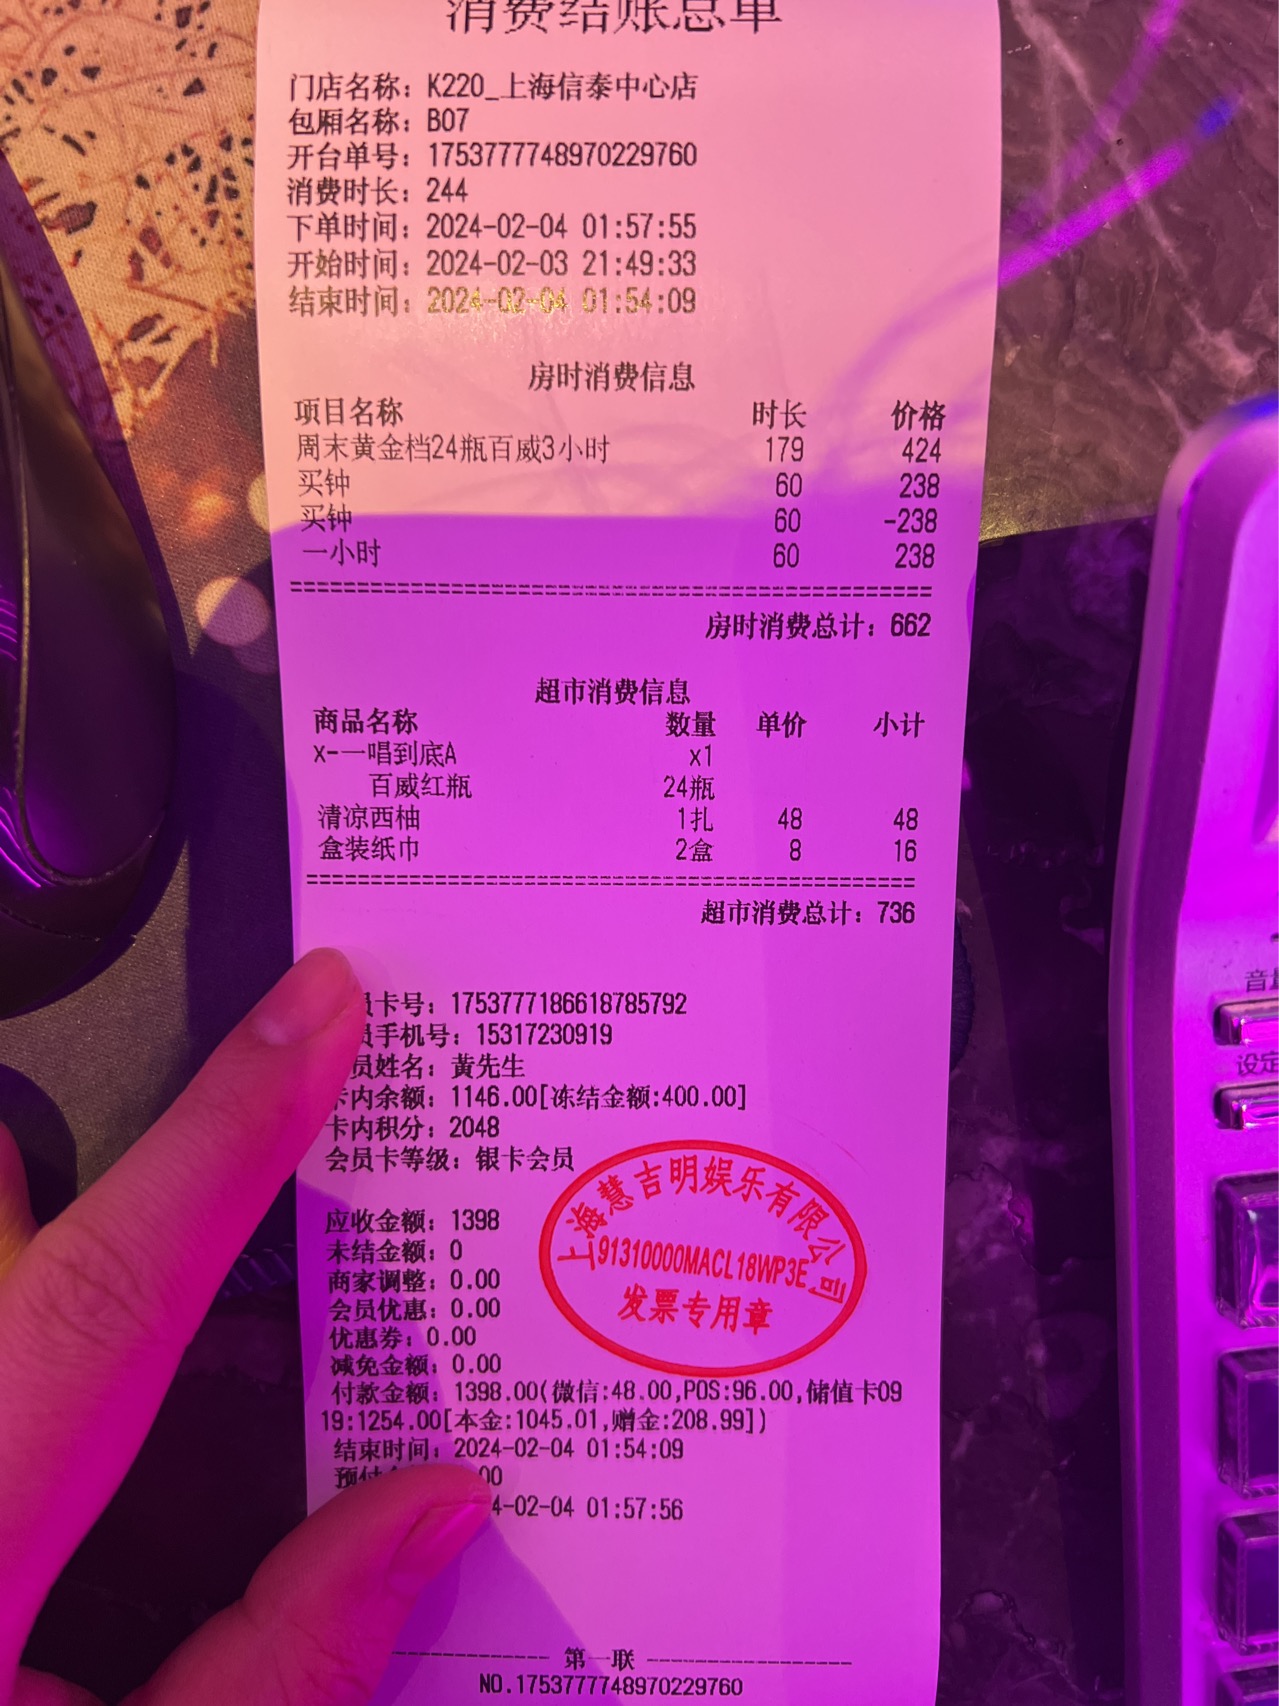 消费结账总单
门店名称：K220_上海信泰中心店
包厢名称：B07
开台单号：1753777748970229760
消费时长：244
下单时间：2024-02-04 01:57:55
开始时间：2024-02-03 21:49:33
结束时间：2024-02-04 01:54:09
房时消费信息
项目名称 时长 价格
周末黄金档24瓶百威3小时 179 424
买钟 60 238
买钟 60 -238
一小时 60 238
房时消费总计：662
超市消费信息
商品名称 数量 单价 小计
x-一唱到底A x1
百威红瓶 24瓶
清凉西柚 1扎 48 48
盒装纸巾 2盒 8 16
超市消费总计：736
员卡号：1753777186618785792
员手机号：15317230919
员姓名：黄先生
卡内余额：1146.00[冻结金额:400.00]
卡内积分：2048
会员卡等级：银卡会员
上海慧吉明娱乐有限公司
91310000MACL18WP3E
发票专用章
应收金额：1398
未结金额：0
商家调整：0.00
会员优惠：0.00
优惠券：0.00
减免金额：0.00
付款金额：1398.00(微信:48.00,POS:96.00,储值卡09
19:1254.00[本金:1045.01,赠金:208.99])
结束时间：2024-02-04 01:54:09
预付 00
4-02-04 01:57:56
第一联
NO.1753777748970229760
音
设定